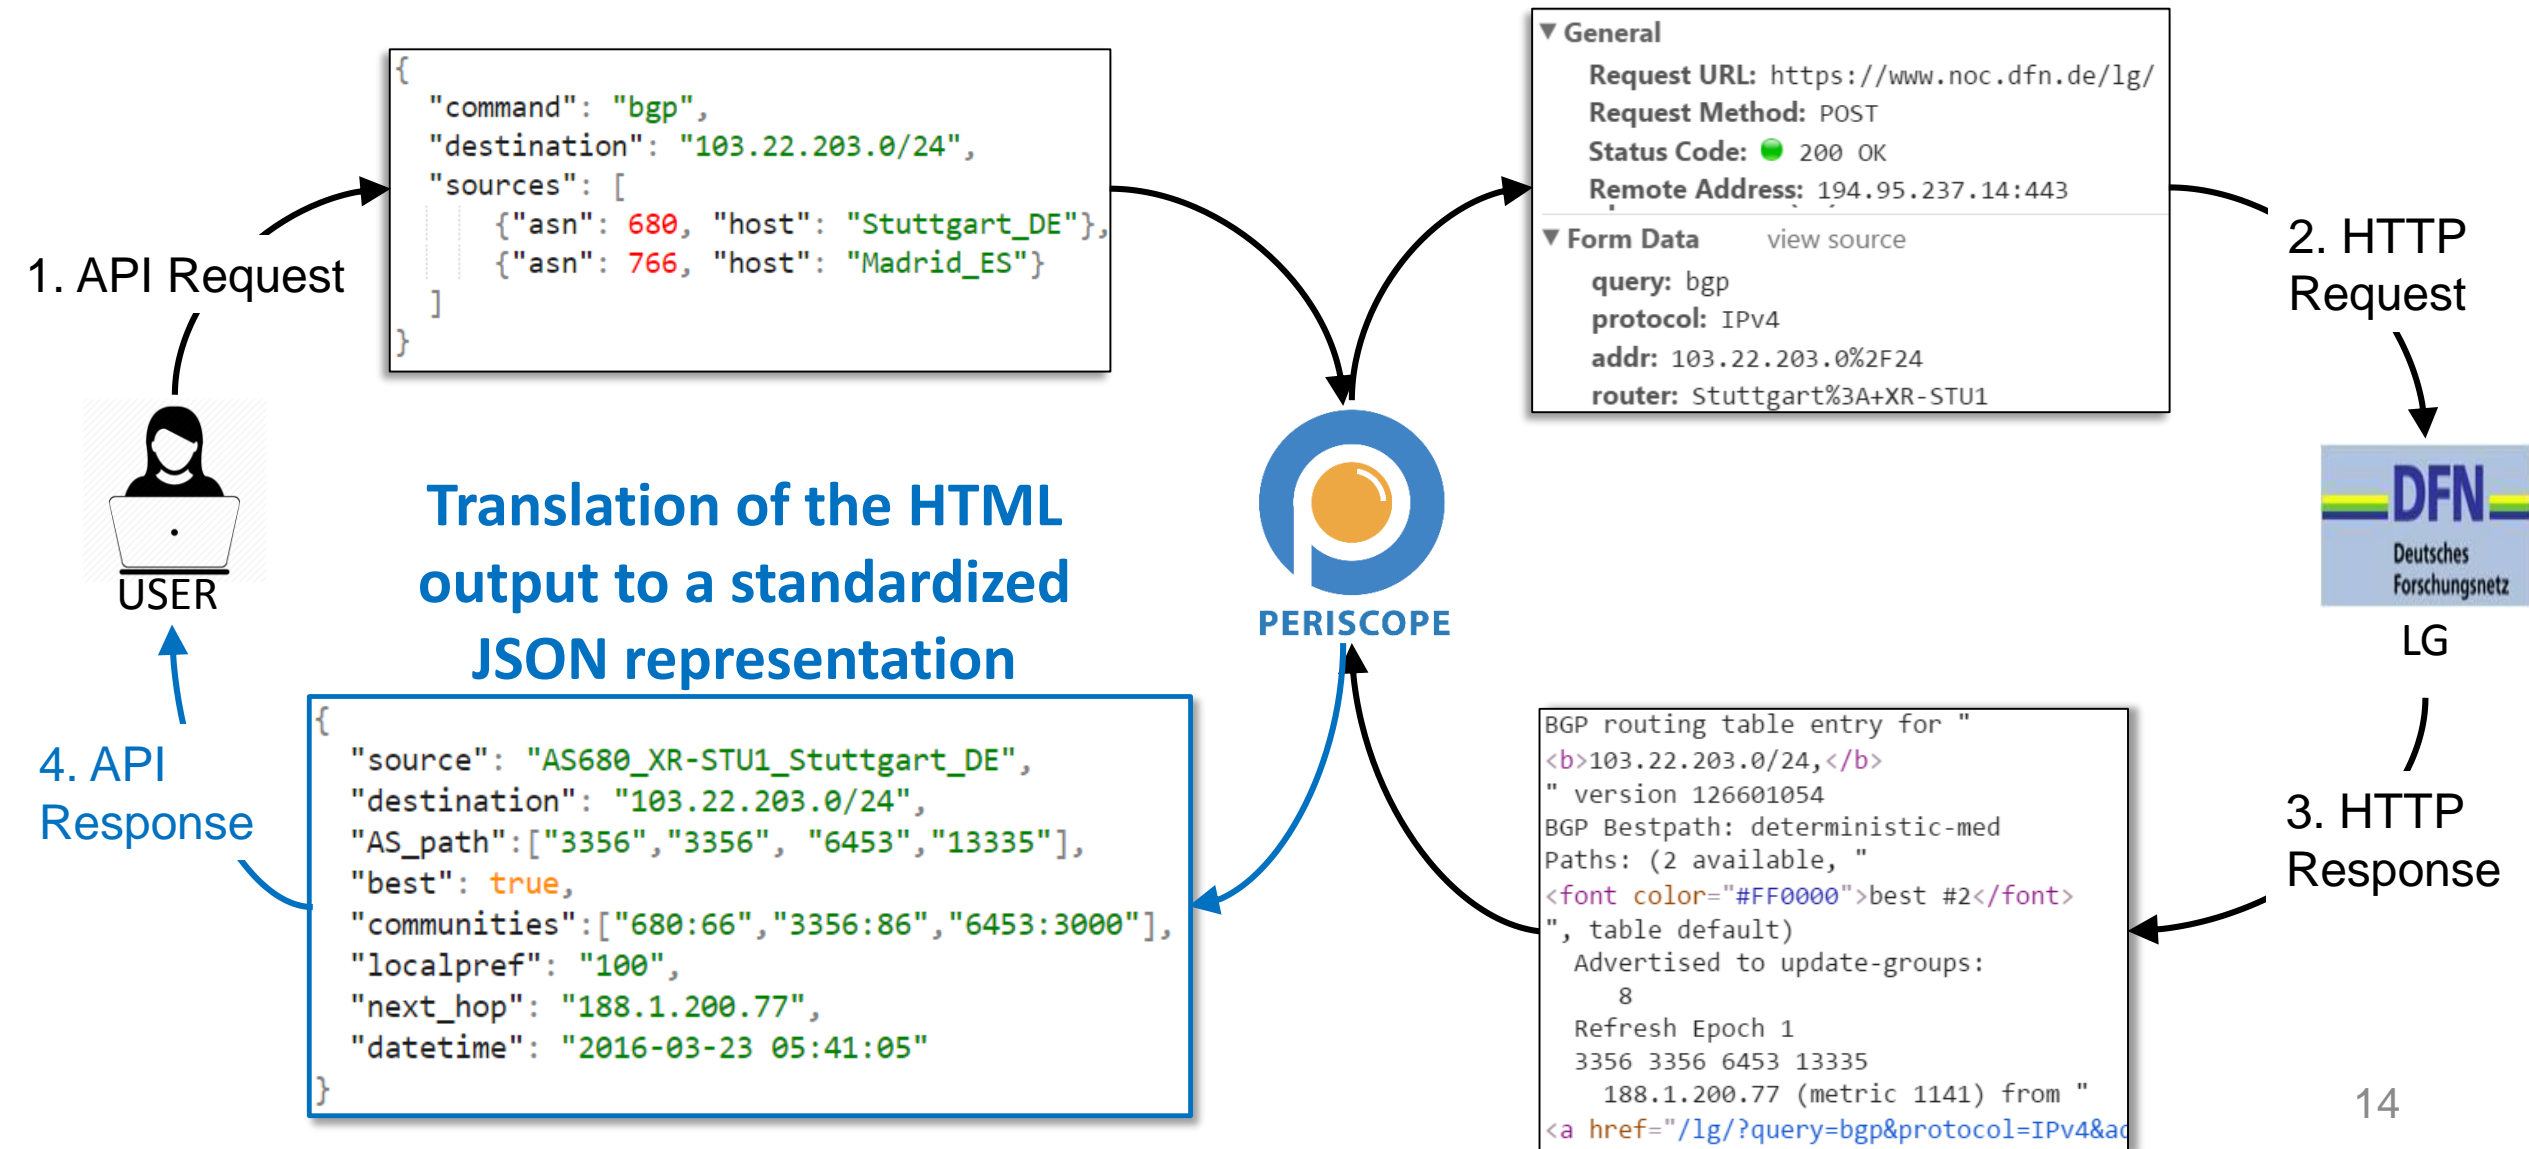 1. API Request
{
"command": "bgp",
"destination": "103.22.203.0/24",
"sources": [
{"asn": 680, "host": "Stuttgart_DE"},
{"asn": 766, "host": "Madrid_ES"}
]
}
USER
PERISCOPE
General
Request URL: https://www.noc.dfn.de/lg/
Request Method: POST
Status Code: 200 OK
Remote Address: 194.95.237.14:443
Form Data view source
query: bgp
protocol: IPv4
addr: 103.22.203.0%2F24
router: Stuttgart%3A+XR-STU1
2. HTTP
Request
DFN
Deutsches
Forschungsnetz
LG
3. HTTP
Response
BGP routing table entry for "
<b>103.22.203.0/24,</b>
" version 126601054
BGP Bestpath: deterministic-med
Paths: (2 available, "
<font color="#FF0000">best #2</font>
", table default)
Advertised to update-groups:
8
Refresh Epoch 1
3356 3356 6453 13335
188.1.200.77 (metric 1141) from "
<a href="/lg/?query=bgp&protocol=IPv4&ad
Translation of the HTML
output to a standardized
JSON representation
4. API
Response
{
"source": "AS680_XR-STU1_Stuttgart_DE",
"destination": "103.22.203.0/24",
"AS_path":["3356","3356", "6453","13335"],
"best": true,
"communities":["680:66","3356:86","6453:3000"],
"localpref": "100",
"next_hop": "188.1.200.77",
"datetime": "2016-03-23 05:41:05"
}
14